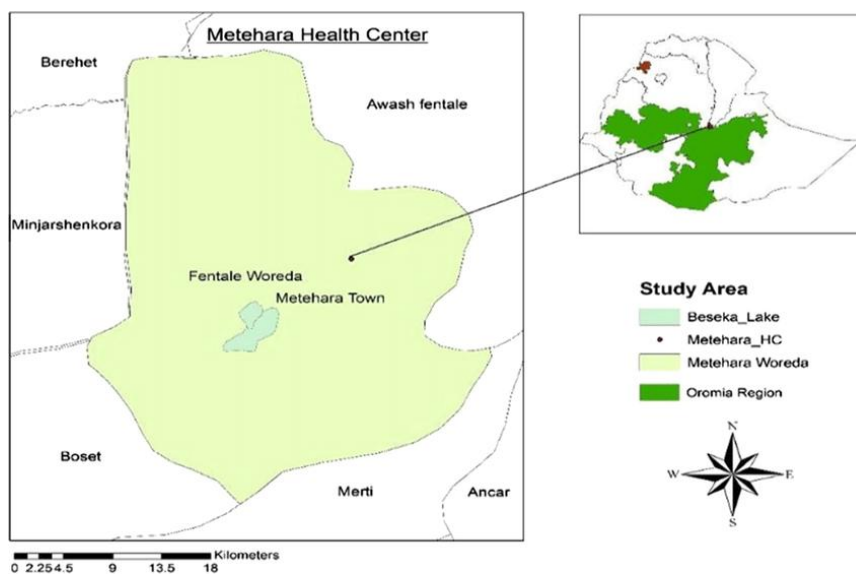 Metehara Health Center
Berehet
Awash fentale
Minjarshenkora
Fentale Woreda
Metehara Town
Boset
Merti
Ancar
Kilometers
0 2.25 4.5 9 13.5 18
Study Area
Beseka_Lake
Metehara_HC
Metehara Woreda
Oromia Region
N
W
E
S